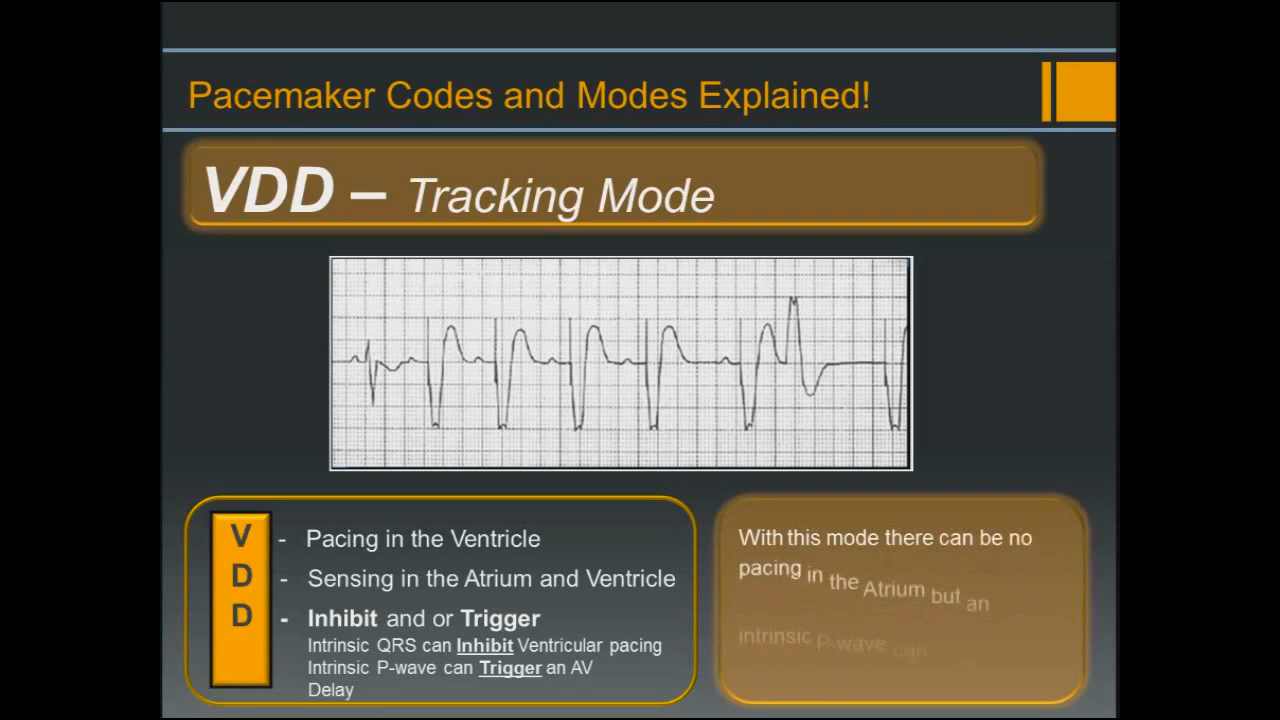 Pacemaker Codes and Modes Explained!
VDD – Tracking Mode
V - Pacing in the Ventricle
D - Sensing in the Atrium and Ventricle
D - Inhibit and or Trigger
Intrinsic QRS can Inhibit Ventricular pacing
Intrinsic P-wave can Trigger an AV
Delay
With this mode there can be no
pacing in the Atrium but an
intrinsic p-wave can